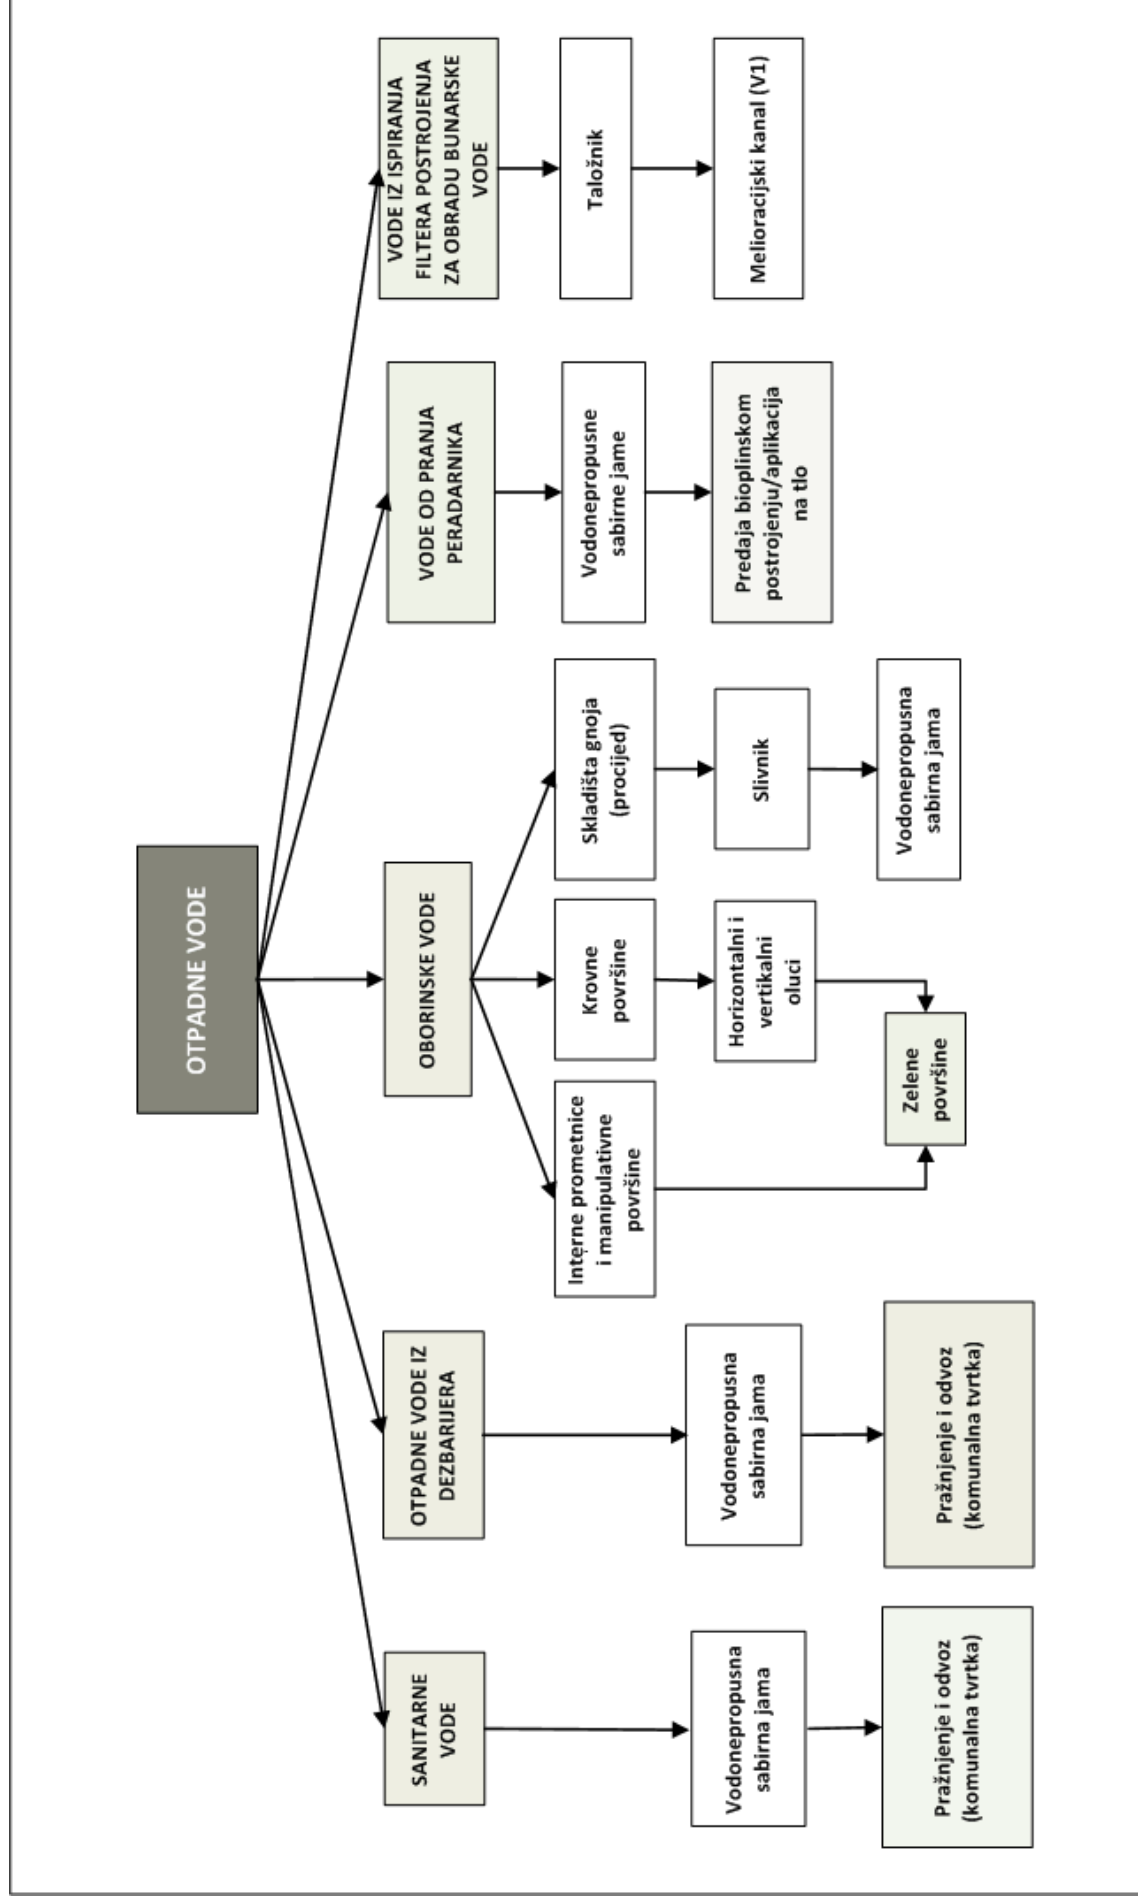 OTPADNE VODE
SANITARNE
VODE
OTPADNE VODE IZ
DEZBARIJERA
OBORINSKE VODE
VODE OD PRANJA
PERADARNIKA
VODE IZ ISPIRANJA
FILTERA POSTROJENJA
ZA OBRADU BUNARSKE
VODE
Interne prometnice
i manipulativne
površine
Krovne
površine
Skladišta gnoja
(procijed)
Vodonepropusne
sabirne jame
Taložnik
Vodonepropusna
sabirna jama
Vodonepropusna
sabirna jama
Horizontalni i
vertikalni
oluci
Slivnik
Predaja bioplinskom
postrojenju/aplikacija
na tlo
Melioracijski kanal (V1)
Pražnjenje i odvoz
(komunalna tvrtka)
Pražnjenje i odvoz
(komunalna tvrtka)
Zelene
površine
Vodonepropusna
sabirna jama